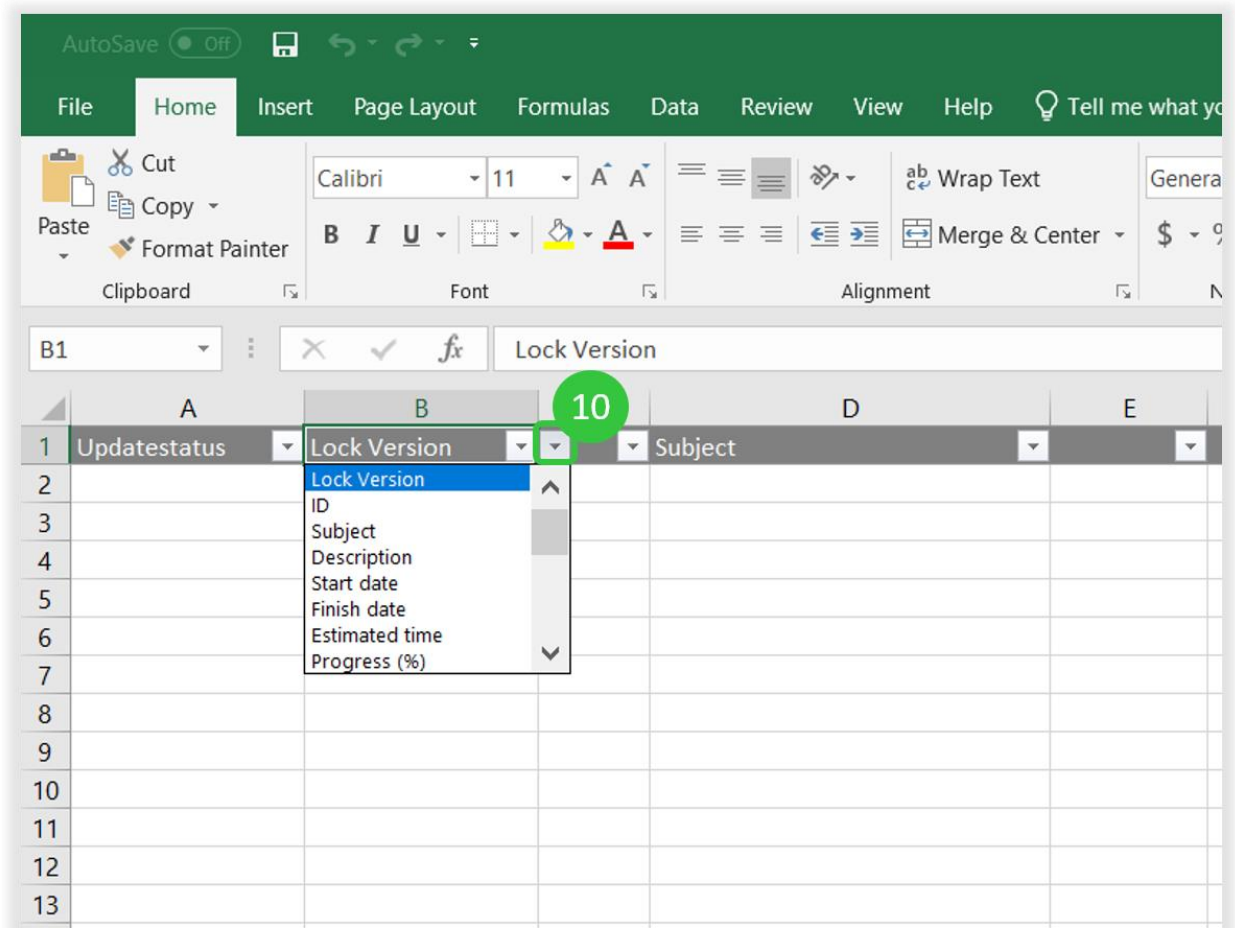 AutoSave Off
File Home Insert Page Layout Formulas Data Review View Help Tell me what yo
Cut
Copy
Format Painter
Paste
Calibri 11 A A
B I U A
ab c Wrap Text
Merge & Center
Genera
$ %
Clipboard Font Alignment N
B1 fx Lock Version
10
A B D E
1 Updatestatus Lock Version Subject
Lock Version
ID
Subject
Description
Start date
Finish date
Estimated time
Progress (%)
2
3
4
5
6
7
8
9
10
11
12
13